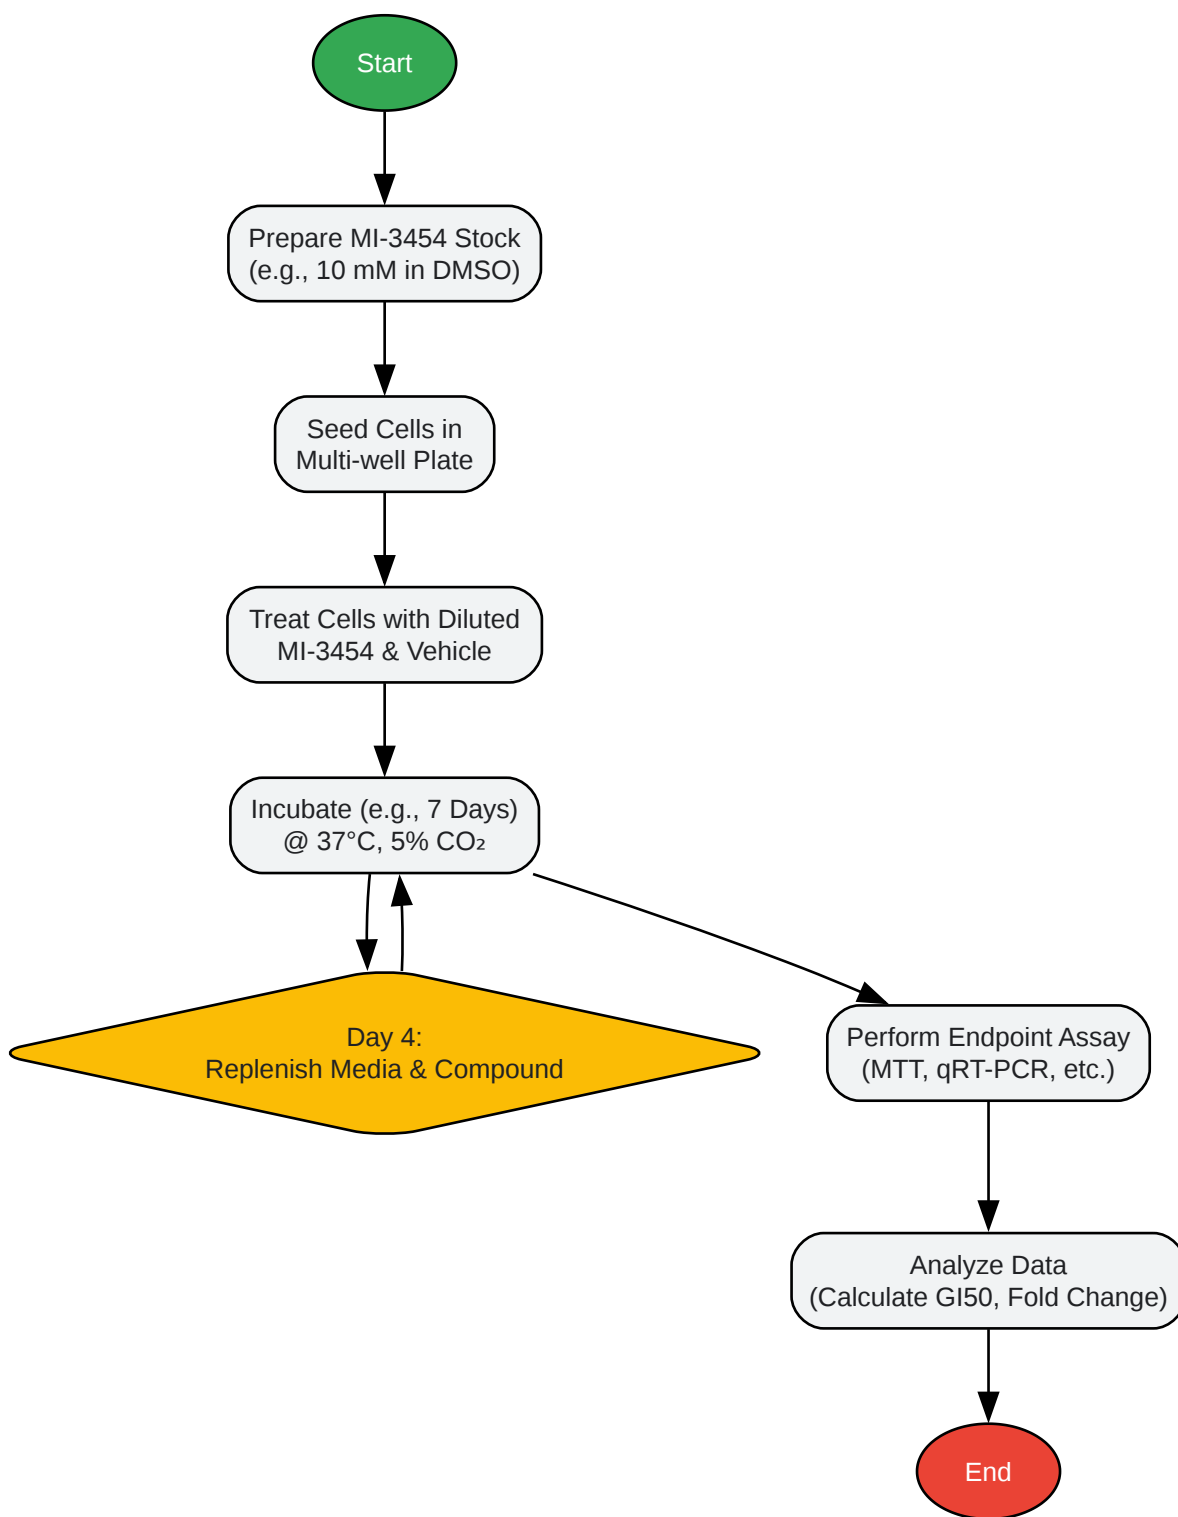 Start
Prepare MI-3454 Stock
(e.g., 10 mM in DMSO)
Seed Cells in
Multi-well Plate
Treat Cells with Diluted
MI-3454 & Vehicle
Incubate (e.g., 7 Days)
@ 37°C, 5% CO₂
Day 4:
Replenish Media & Compound
Perform Endpoint Assay
(MTT, qRT-PCR, etc.)
Analyze Data
(Calculate GI50, Fold Change)
End